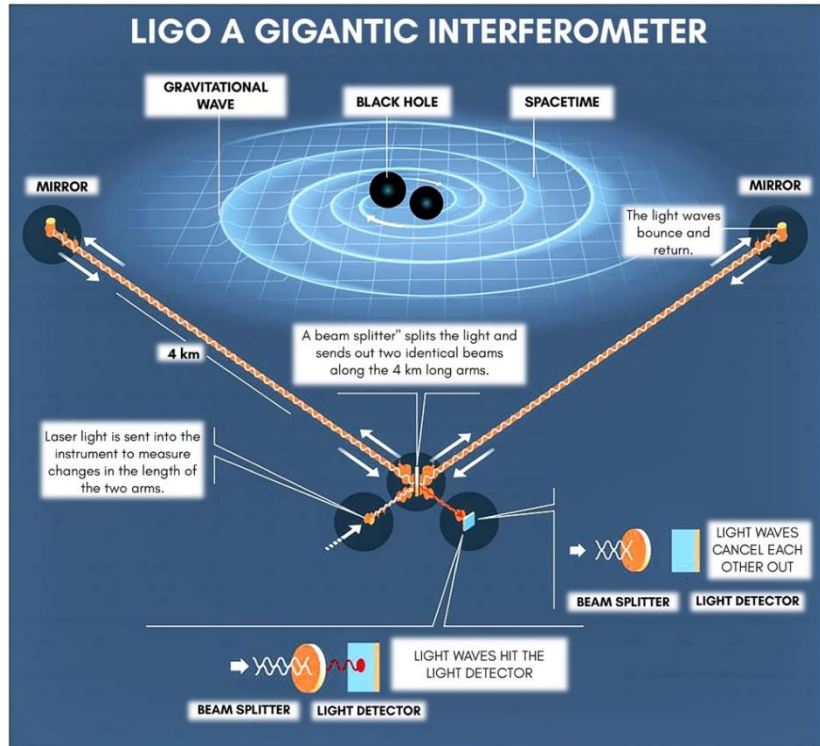 LIGO A GIGANTIC INTERFEROMETER
GRAVITATIONAL
WAVE
BLACK HOLE
SPACETIME
MIRROR
MIRROR
The light waves
bounce and
return.
4 km
A beam splitter" splits the light and
sends out two identical beams
along the 4 km long arms.
Laser light is sent into the
instrument to measure
changes in the length of
the two arms.
LIGHT WAVES
CANCEL EACH
OTHER OUT
BEAM SPLITTER
LIGHT DETECTOR
LIGHT WAVES HIT THE
LIGHT DETECTOR
BEAM SPLITTER
LIGHT DETECTOR